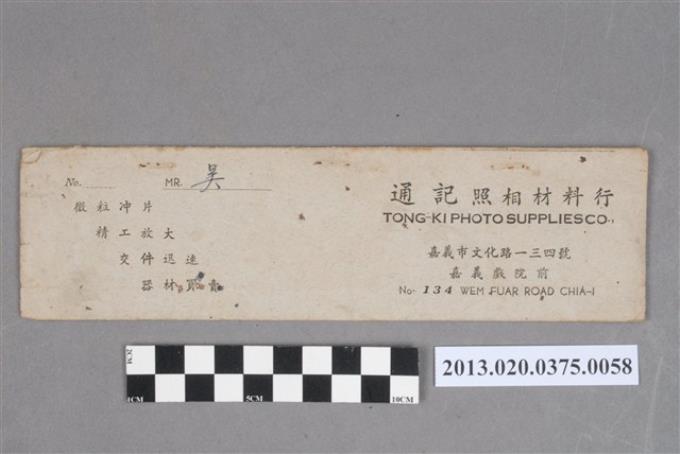 No.
MR. 吳
微粒冲片
精工放大
交件迅速
器材買賣
通記照相材料行
TONG-KI PHOTO SUPPLIES CO.,
嘉義市文化路一三四號
嘉義戲院前
No. 134 WEM FUAR ROAD CHIA-I
2CM
1CM
5CM
10CM
2013.020.0375.0058